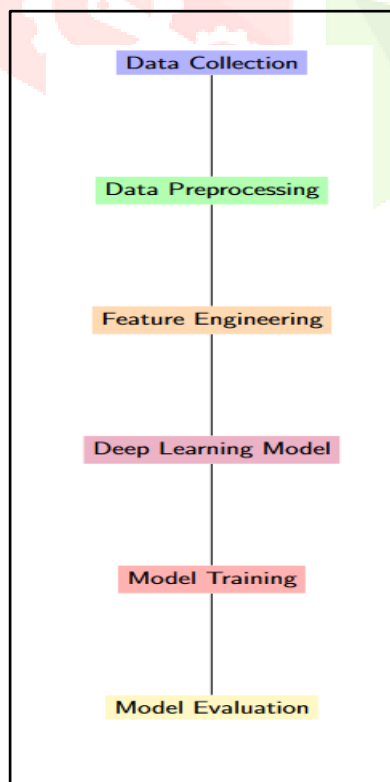 Data Collection
Data Preprocessing
Feature Engineering
Deep Learning Model
Model Training
Model Evaluation